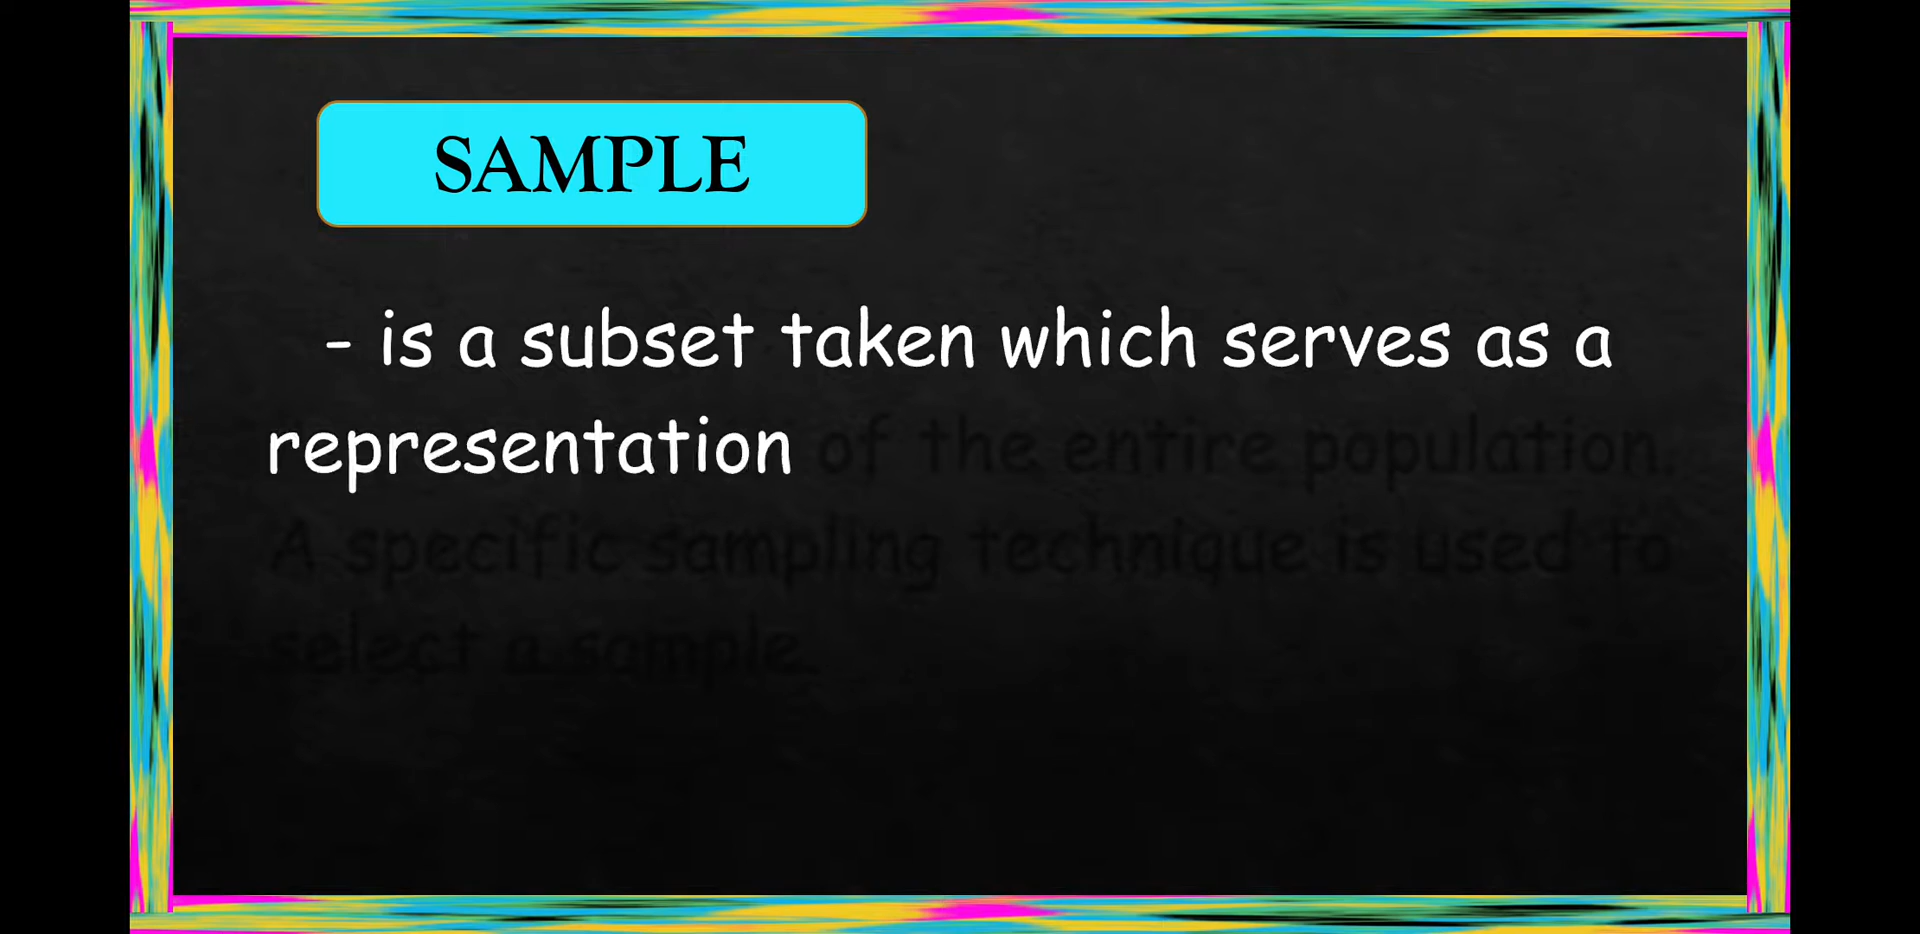 SAMPLE
- is a subset taken which serves as a
representation of the entire population.
A specific sampling technique is used to
select a sample.